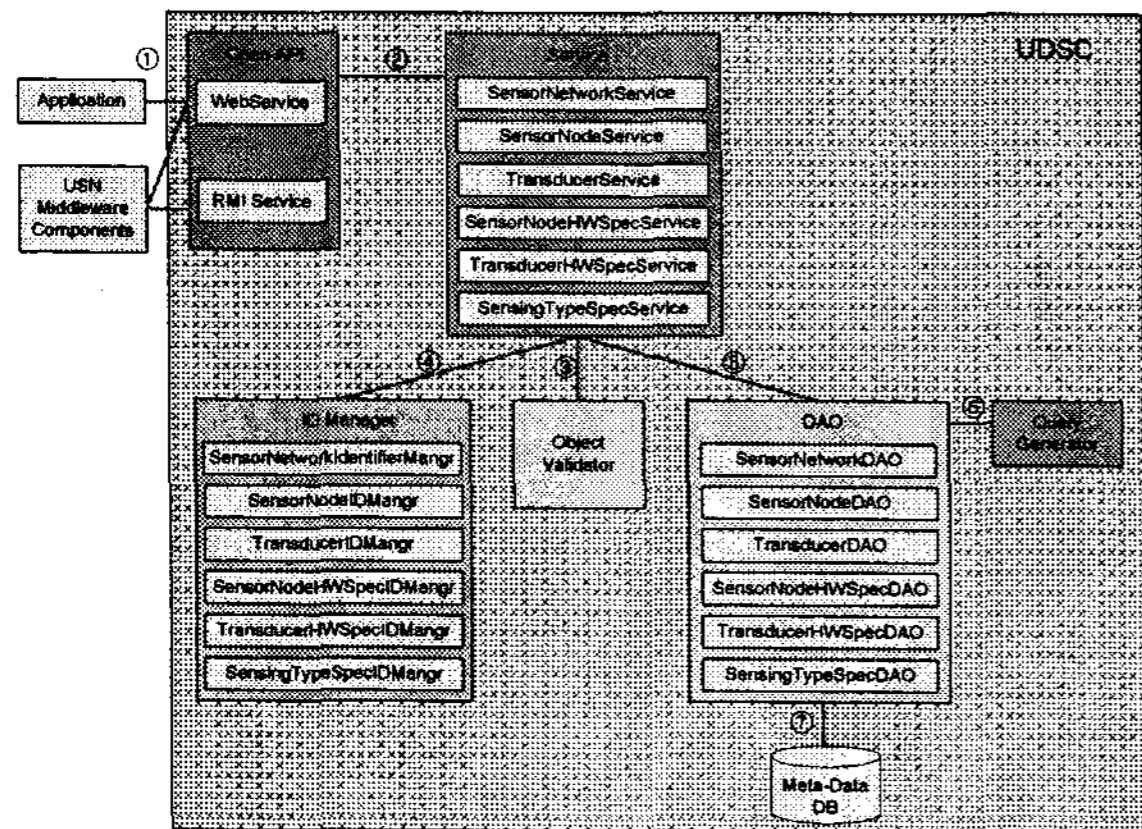 UDSC
①
②
Open API
Service
Application
WebService
SensorNetworkService
SensorNodeService
USN
Middleware
Components
RMI Service
TransducerService
SensorNodeHWSpecService
TransducerHWSpecService
SensingTypeSpecService
④
③
⑤
ID Manager
SensorNetworkIdentifierMangr
SensorNodeIDMangr
TransducerIDMangr
SensorNodeHWSpecIDMangr
TransducerHWSpecIDMangr
SensingTypeSpecIDMangr
Object
Validator
DAO
SensorNetworkDAO
SensorNodeDAO
TransducerDAO
SensorNodeHWSpecDAO
TransducerHWSpecDAO
SensingTypeSpecDAO
⑥
Query
Generator
⑦
Meta-Data
DB